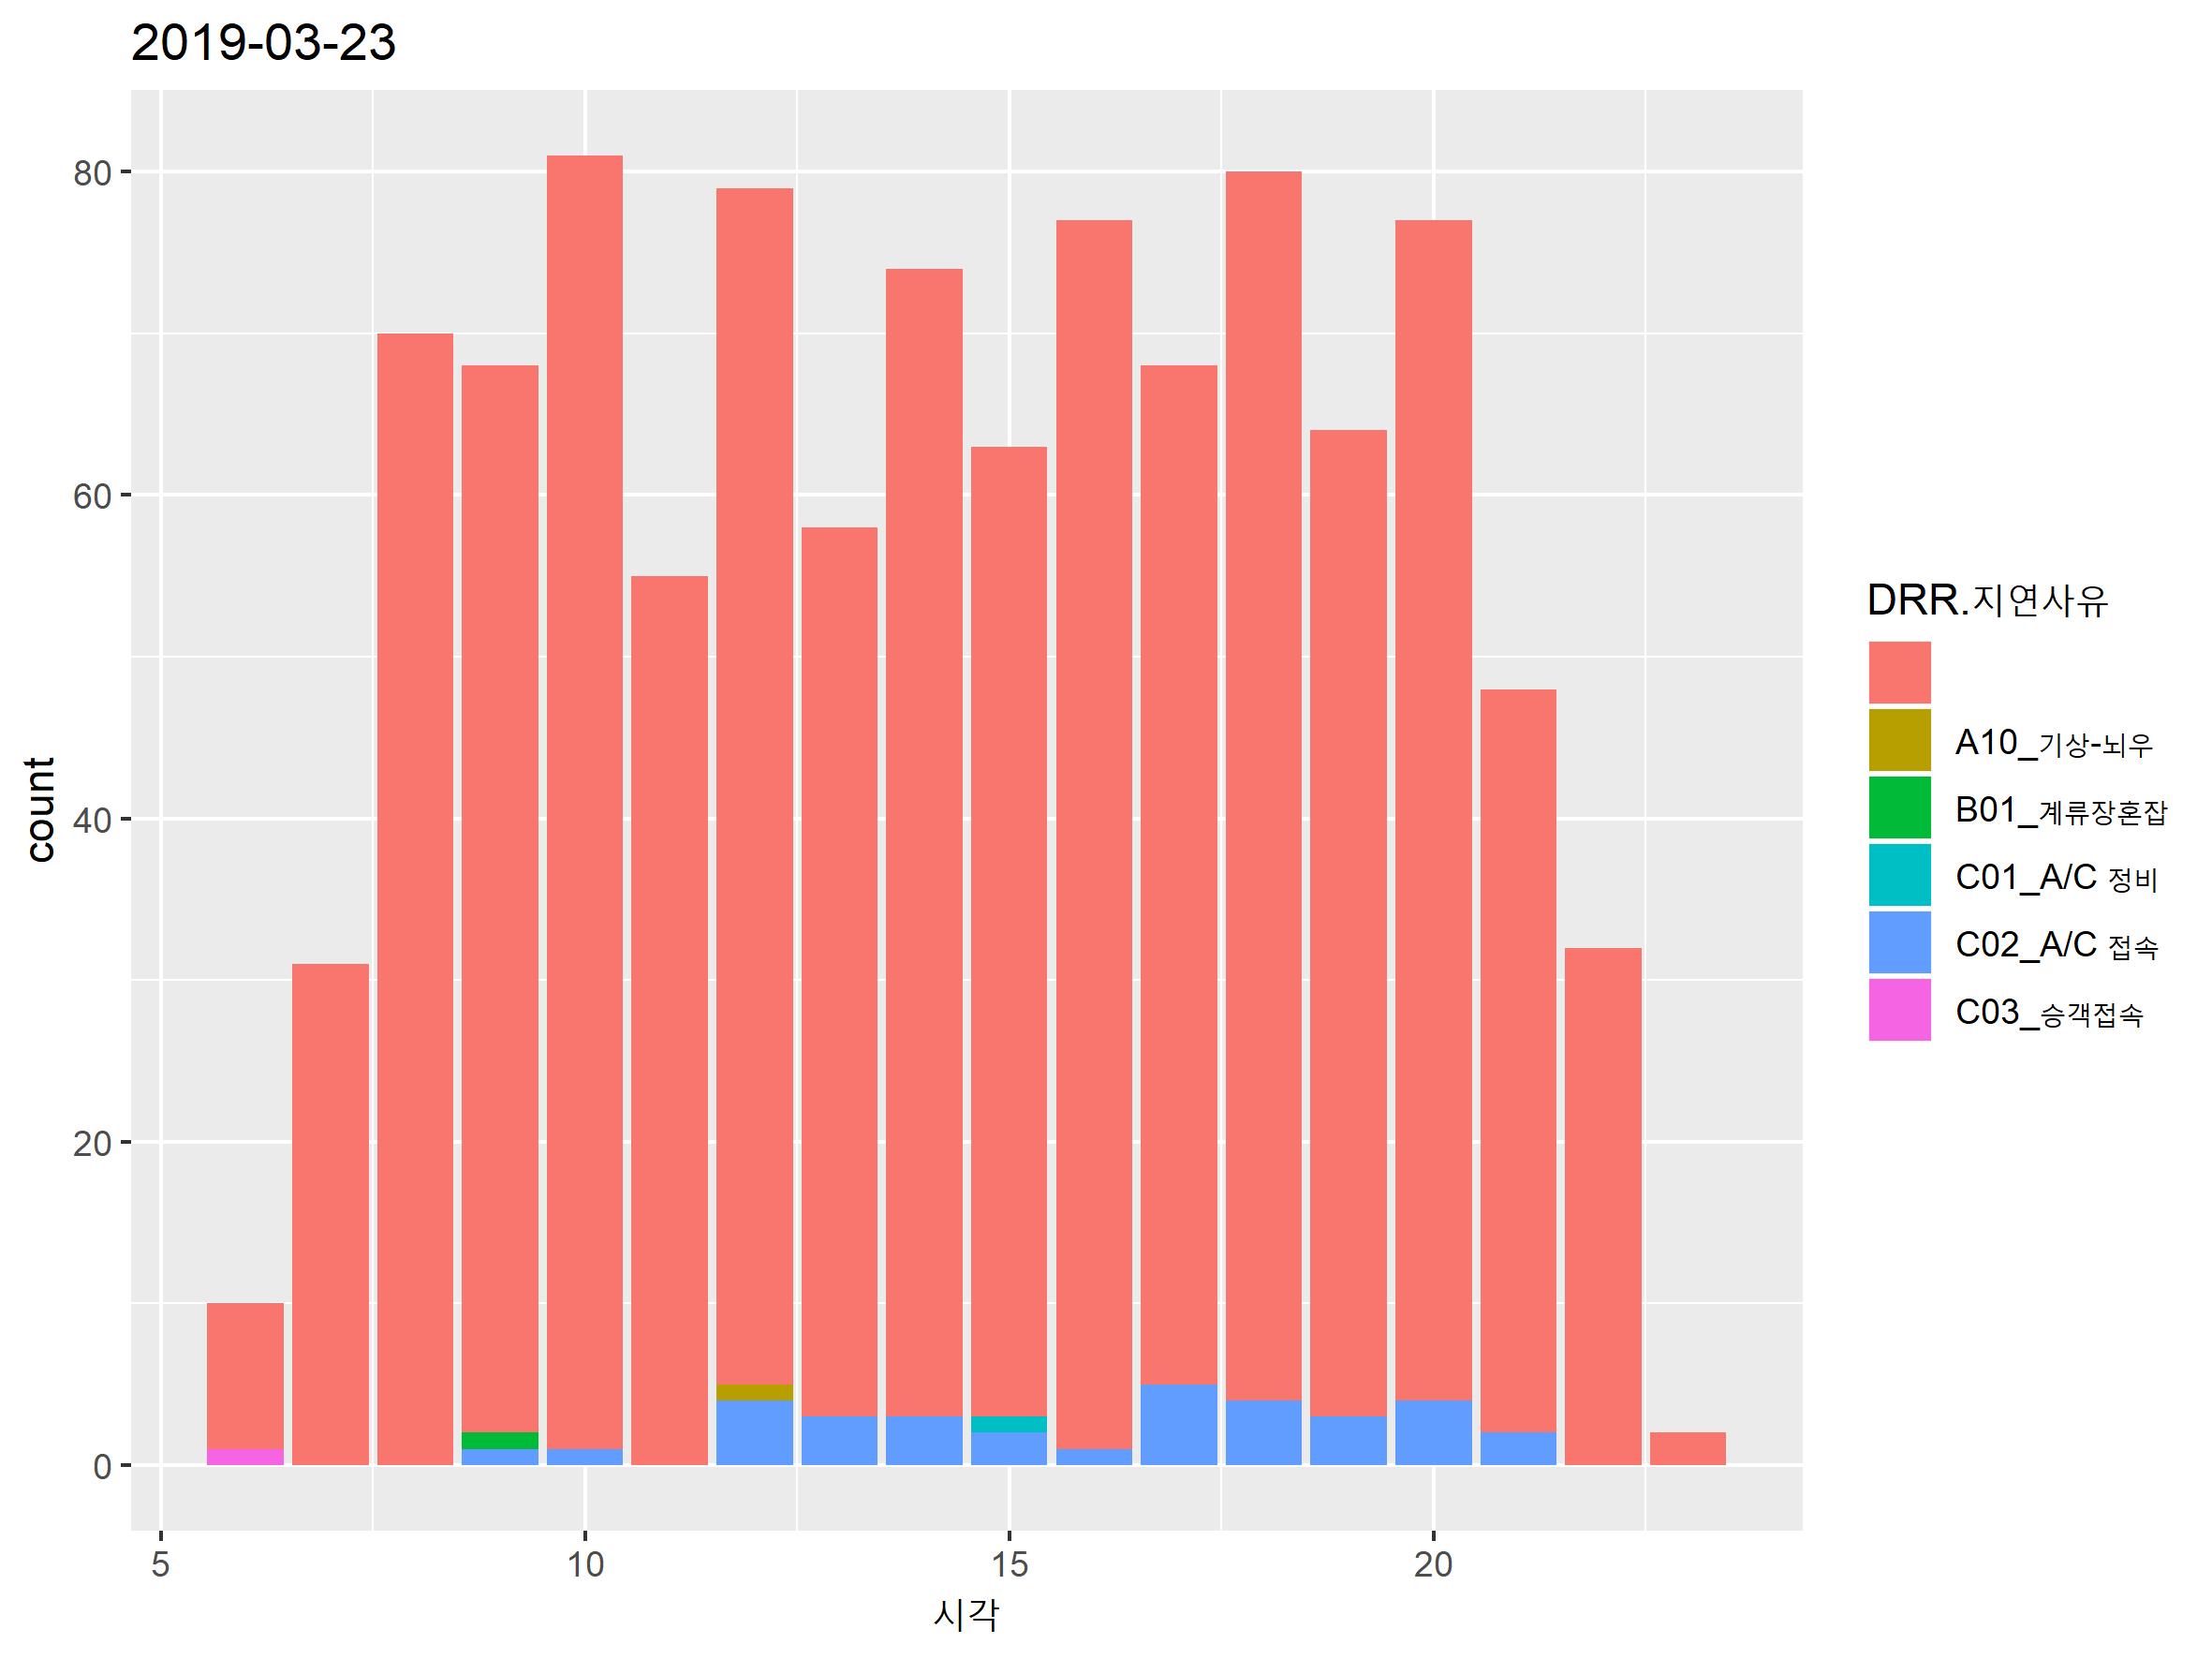 2019-03-23
80
60
40
20
0
count
5 10 15 20
시각
DRR.지연사유
A10_기상-뇌우
B01_계류장혼잡
C01_A/C 정비
C02_A/C 접속
C03_승객접속